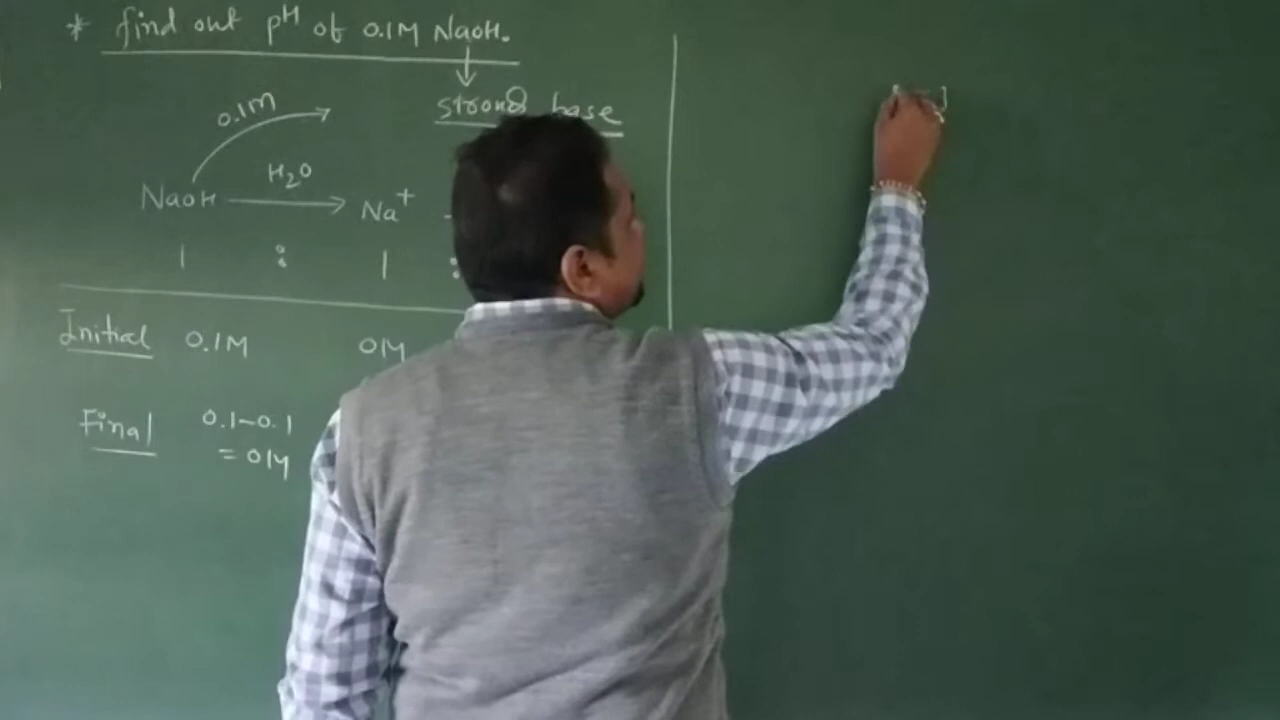 * find out pH of 0.1M NaOH.
strong base
0.1M
H2O
NaOH → Na+
1 : 1 :
Initial 0.1M 0M
Final 0.1-0.1
= 0M